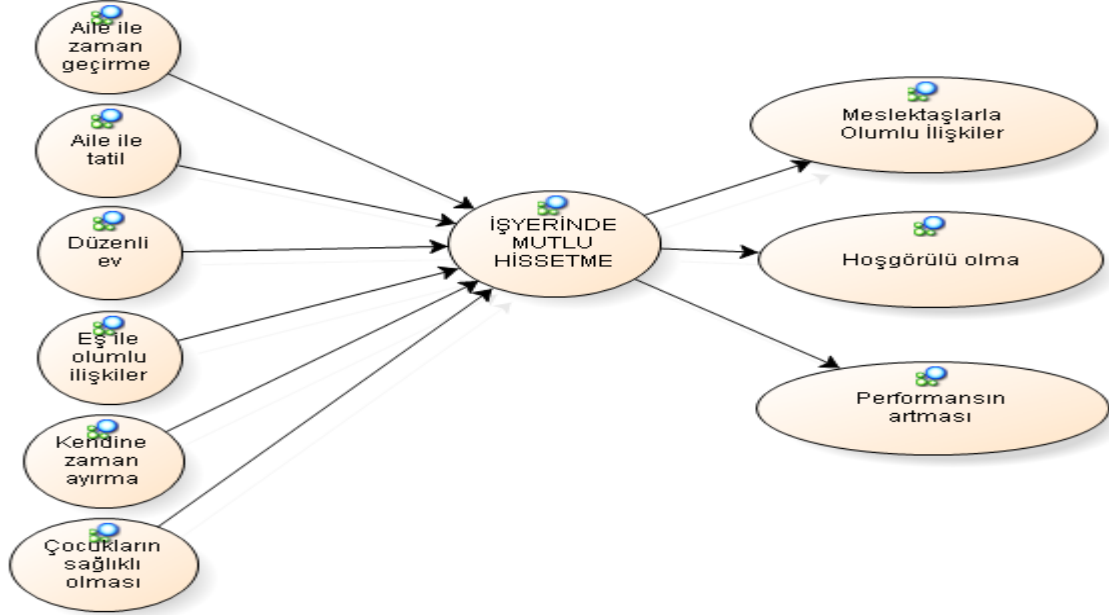 Aile ile
zaman
geçirme
Aile ile
tatil
Düzenli
ev
Eş ile
olumlu
ilişkiler
Kendine
zaman
ayırma
Çocukların
sağlıklı
olması
İŞYERİNDE
MUTLU
HİSSETME
Meslektaşlarla
Olumlu İlişkiler
Hoşgörülü olma
Performansın
artması